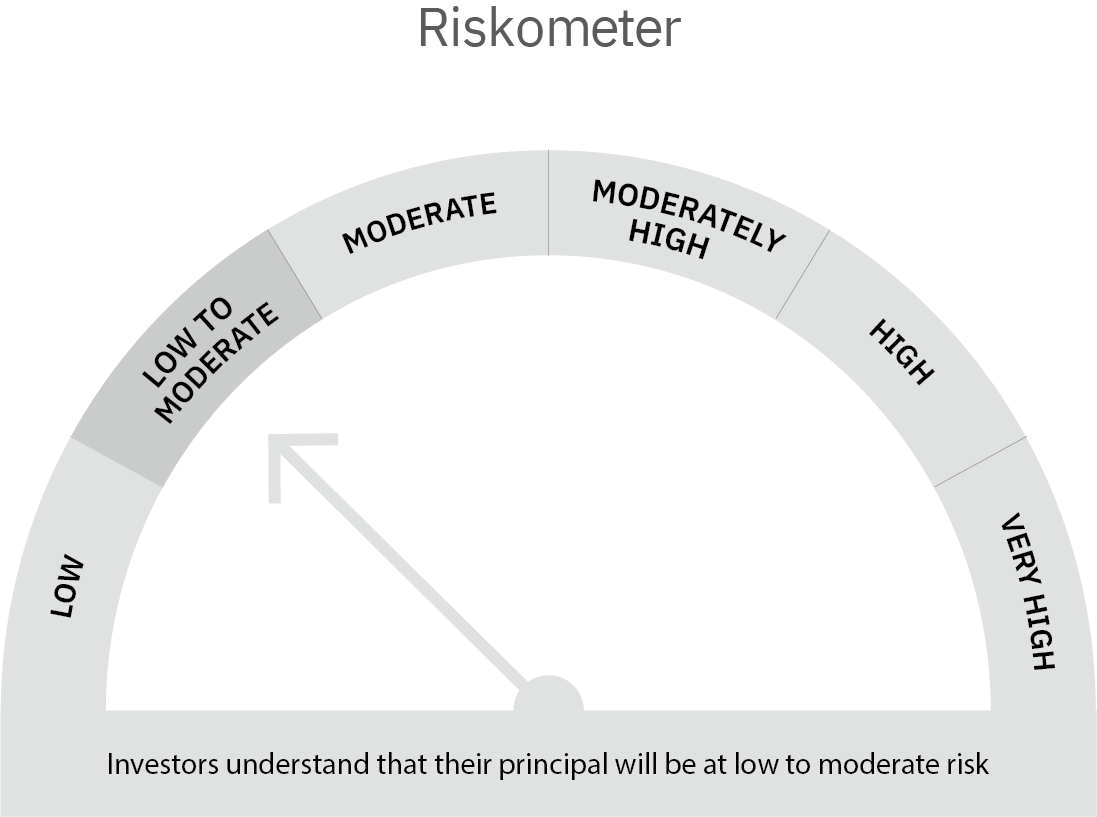 Riskometer
LOW
LOW TO
MODERATE
MODERATE
MODERATELY
HIGH
HIGH
VERY HIGH
Investors understand that their principal will be at low to moderate risk